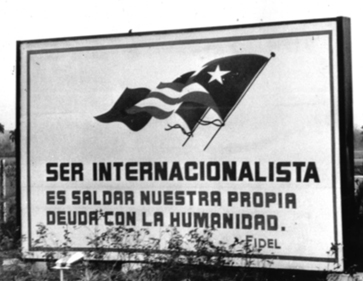 SER INTERNACIONALISTA
ES SALDAR NUESTRA PROPIA
DEUDA CON LA HUMANIDAD.
FIDEL